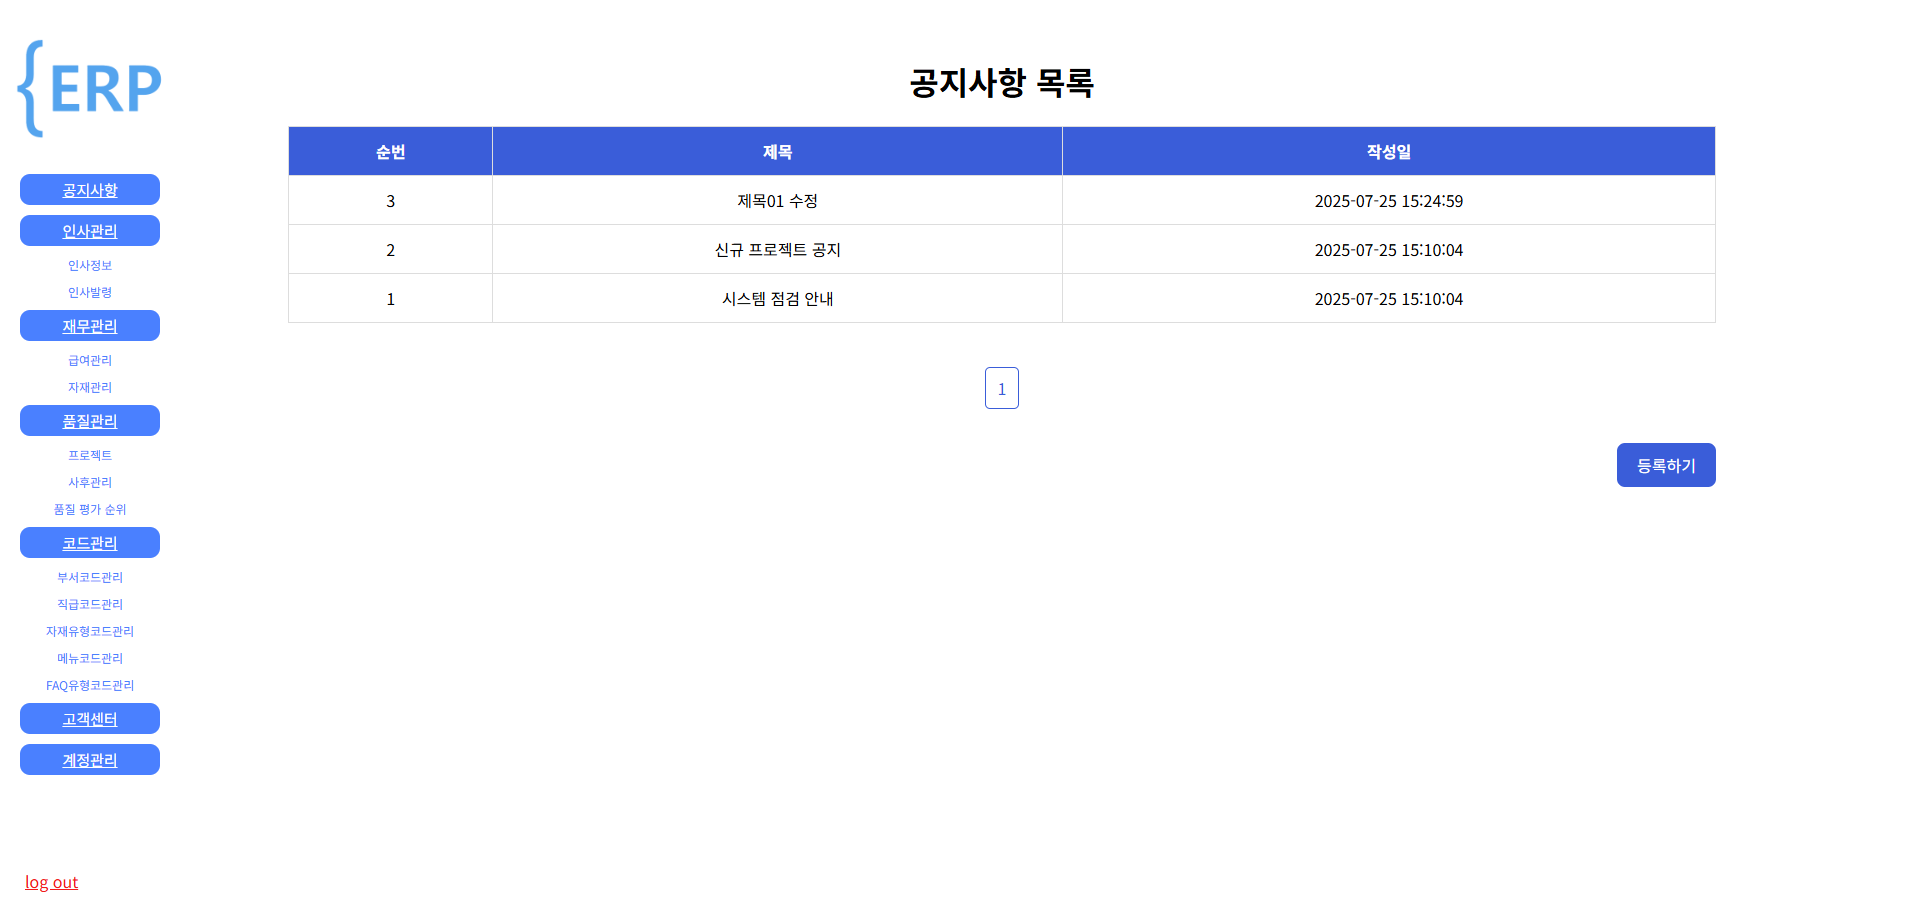 {ERP
공지사항
인사관리
인사정보
인사발령
재무관리
급여관리
자재관리
품질관리
프로젝트
사후관리
품질 평가 순위
코드관리
부서코드관리
직급코드관리
자재유형코드관리
메뉴코드관리
FAQ유형코드관리
고객센터
계정관리
log out
공지사항 목록
순번 제목 작성일
3 제목01 수정 2025-07-25 15:24:59
2 신규 프로젝트 공지 2025-07-25 15:10:04
1 시스템 점검 안내 2025-07-25 15:10:04
1
등록하기